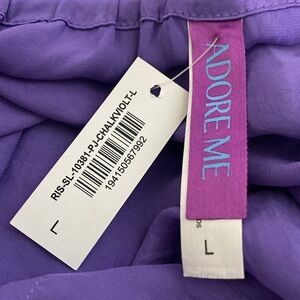 RIS-SL-10381-PJ-CHALKVIOLT-L
194150567992
L
ADORE ME
L